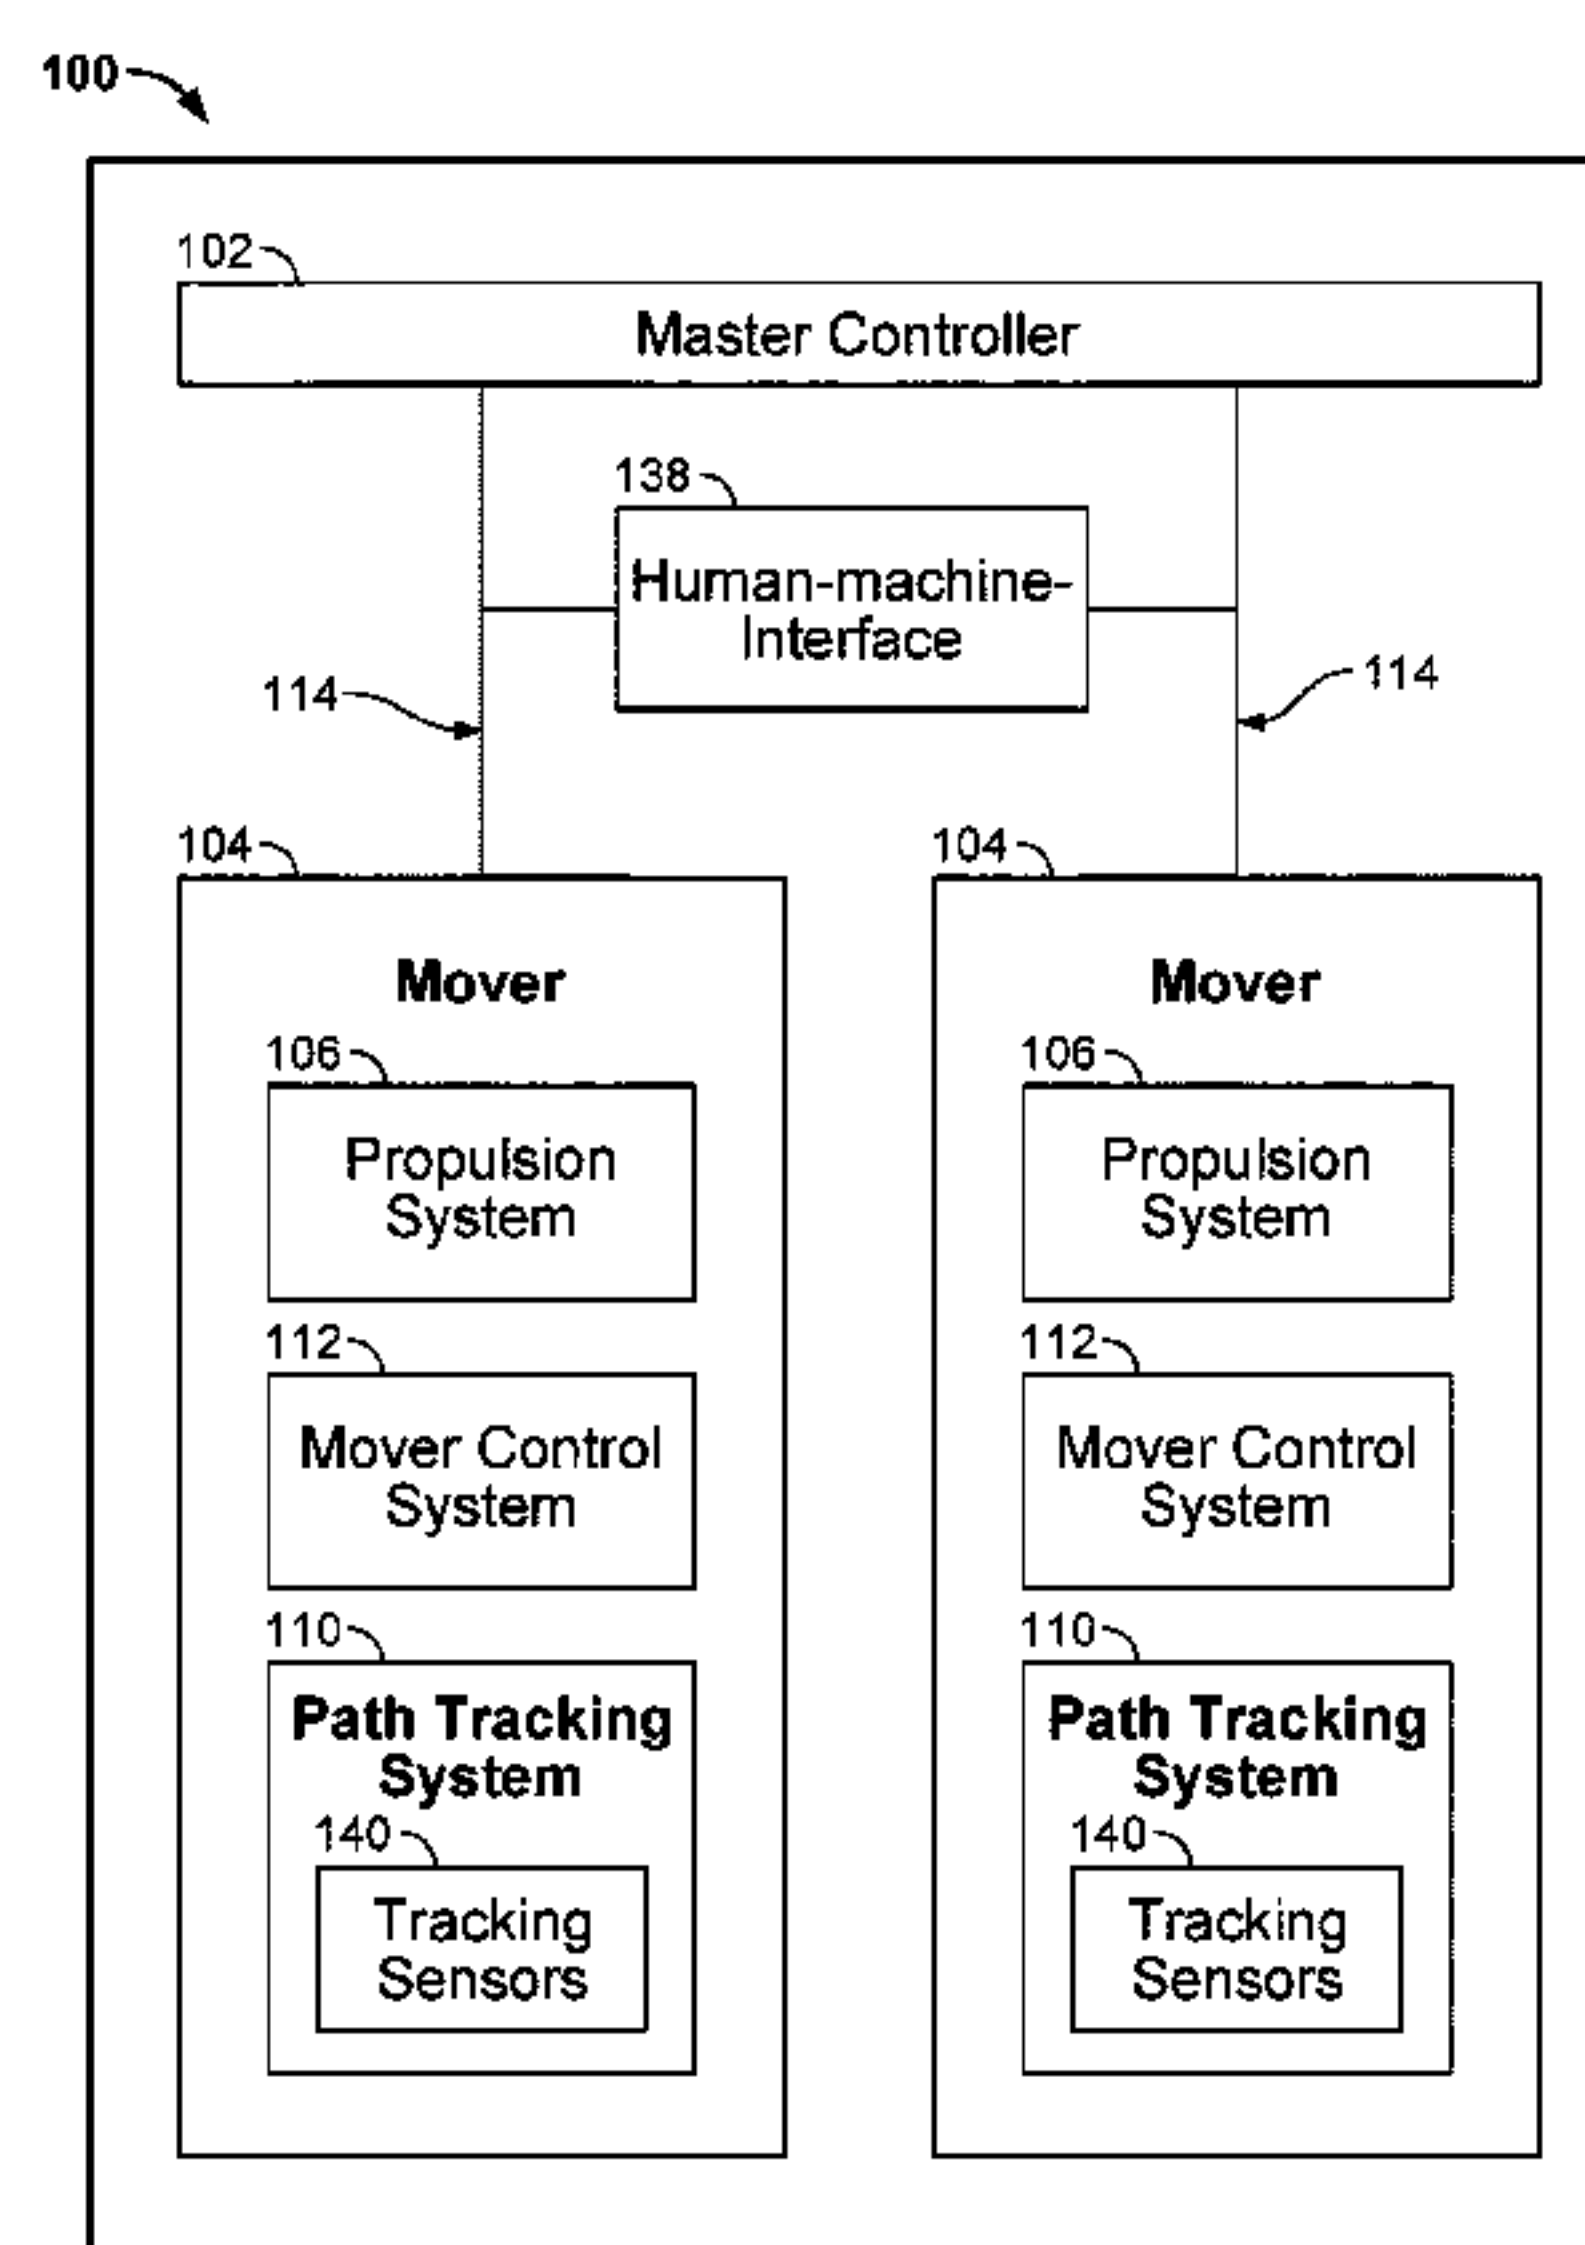 100
102
Master Controller
138
Human-machine-
Interface
114
114
104
Mover
106
Propulsion
System
112
Mover Control
System
110
Path Tracking
System
140
Tracking
Sensors
104
Mover
106
Propulsion
System
112
Mover Control
System
110
Path Tracking
System
140
Tracking
Sensors